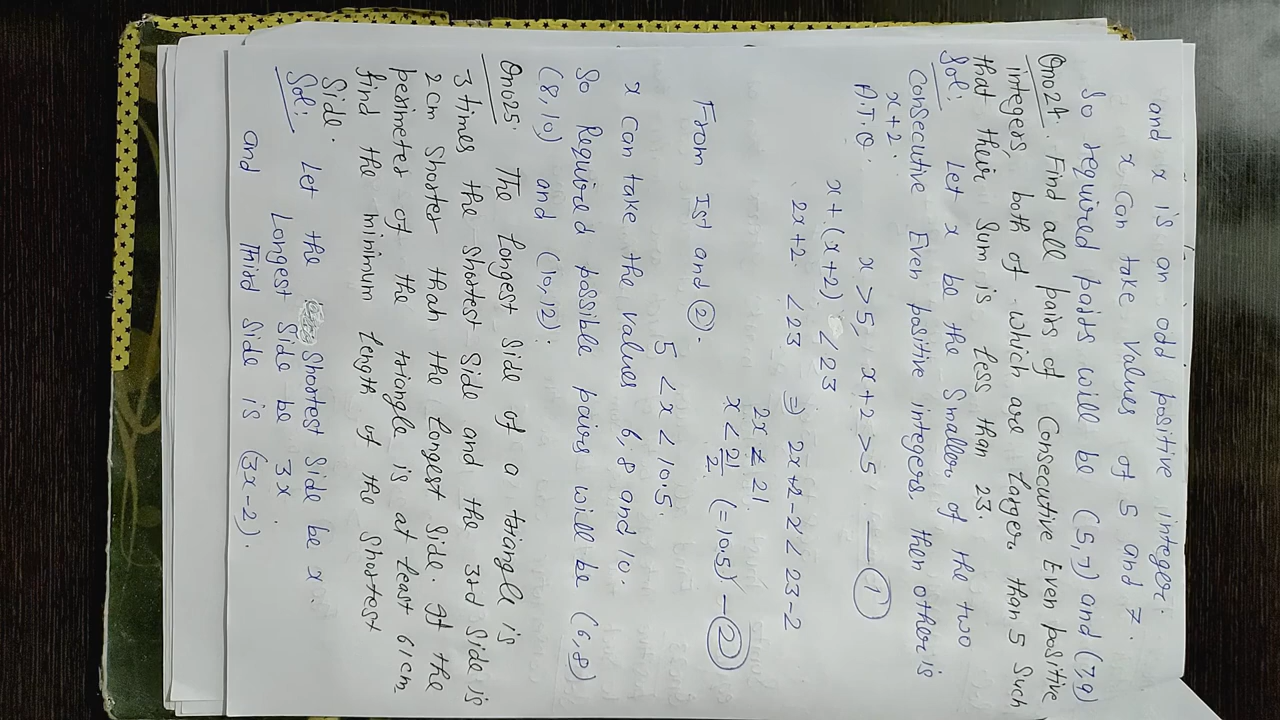 and x is an odd positive integer.
x can take values of 5 and 7.
So required pairs will be (5,7) and (7,9)
Qno24. Find all pairs of Consecutive Even positive
integers, both of which are larger than 5 Such
that their Sum is less than 23.
Sol: Let x be the Smaller of the two
Consecutive Even positive integers. then other is
x+2.
A.T.Q. x > 5, x+2 > 5 — ①
x+(x+2) < 23
2x+2 < 23 ⇒ 2x+2-2 < 23-2
2x < 21
x < 21/2 (=10.5) — ②
From Ist and ②.
5 < x < 10.5.
x can take the values 6, 8 and 10.
So Required possible pairs will be (6,8)
(8,10) and (10,12).
Qno25. The longest side of a triangle is
3 times the shortest side and the 3rd side is
2cm shorter than the longest side. If the
perimeter of the triangle is at least 61cm,
find the minimum length of the shortest
Side.
Sol: Let the Shortest side be x.
Longest Side be 3x.
and Third side is (3x-2).